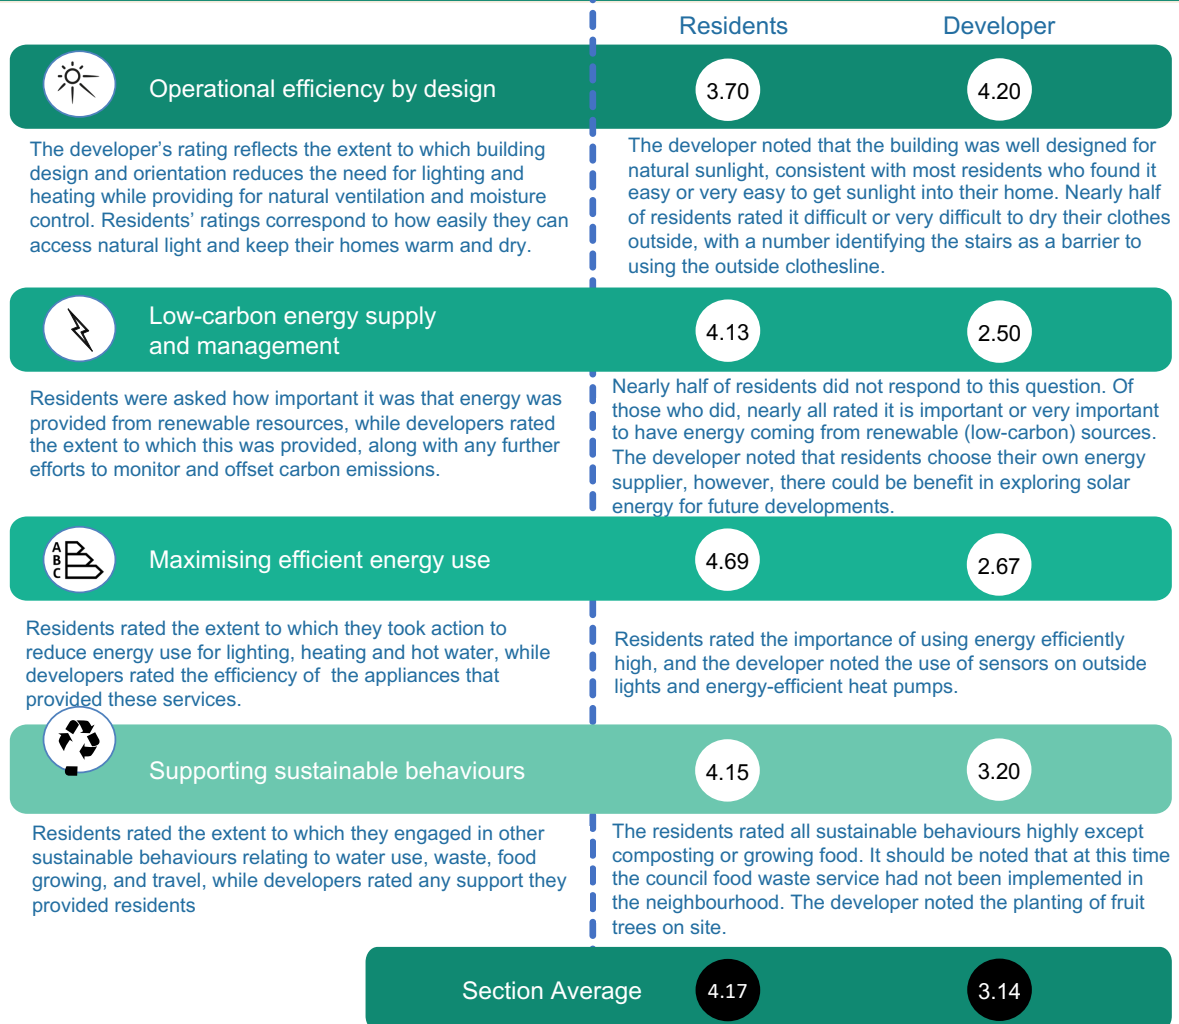 Residents
Developer
Operational efficiency by design
3.70
4.20
The developer’s rating reflects the extent to which building
design and orientation reduces the need for lighting and
heating while providing for natural ventilation and moisture
control. Residents’ ratings correspond to how easily they can
access natural light and keep their homes warm and dry.
The developer noted that the building was well designed for
natural sunlight, consistent with most residents who found it
easy or very easy to get sunlight into their home. Nearly half
of residents rated it difficult or very difficult to dry their clothes
outside, with a number identifying the stairs as a barrier to
using the outside clothesline.
Low-carbon energy supply
and management
4.13
2.50
Residents were asked how important it was that energy was
provided from renewable resources, while developers rated
the extent to which this was provided, along with any further
efforts to monitor and offset carbon emissions.
Nearly half of residents did not respond to this question. Of
those who did, nearly all rated it is important or very important
to have energy coming from renewable (low-carbon) sources.
The developer noted that residents choose their own energy
supplier, however, there could be benefit in exploring solar
energy for future developments.
A
B
C
Maximising efficient energy use
4.69
2.67
Residents rated the extent to which they took action to
reduce energy use for lighting, heating and hot water, while
developers rated the efficiency of the appliances that
provided these services.
Residents rated the importance of using energy efficiently
high, and the developer noted the use of sensors on outside
lights and energy-efficient heat pumps.
Supporting sustainable behaviours
4.15
3.20
Residents rated the extent to which they engaged in other
sustainable behaviours relating to water use, waste, food
growing, and travel, while developers rated any support they
provided residents
The residents rated all sustainable behaviours highly except
composting or growing food. It should be noted that at this time
the council food waste service had not been implemented in
the neighbourhood. The developer noted the planting of fruit
trees on site.
Section Average
4.17
3.14